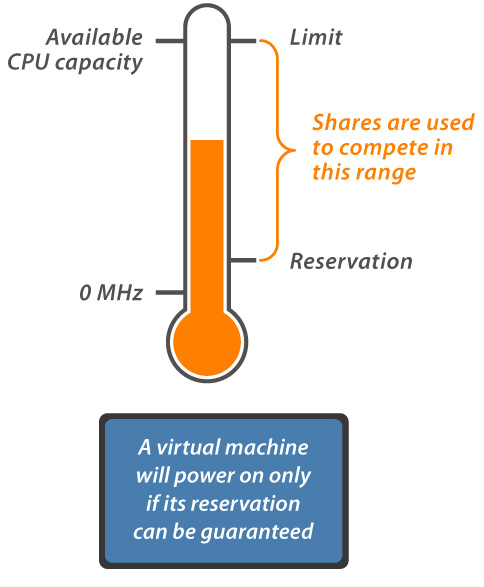 Available
CPU capacity
Limit
Shares are used
to compete in
this range
Reservation
0 MHz
A virtual machine
will power on only
if its reservation
can be guaranteed